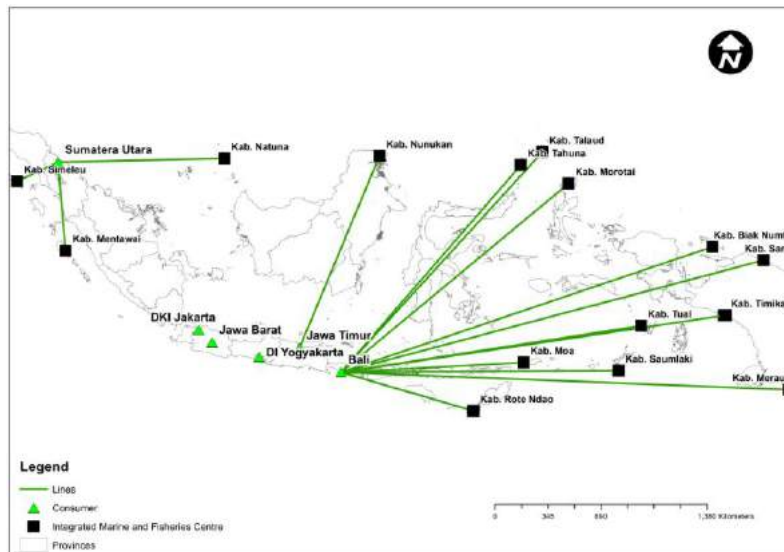 N
Sumatera Utara
Kab. Natuna
Kab. Nunukan
Kab. Talaud
Kab. Tahuna
Kab. Simeleu
Kab. Morotai
Kab. Mentawai
Kab. Biak Numf
Kab. Sar
DKI Jakarta
Jawa Barat
Jawa Timur
Kab. Tual
Kab. Timika
DI Yogyakarta
Bali
Kab. Moa
Kab. Saumlaki
Kab. Merau
Kab. Rote Ndao
Legend
Lines
Consumer
Integrated Marine and Fisheries Centre
Provinces
0 345 690 1,380 Kilometers